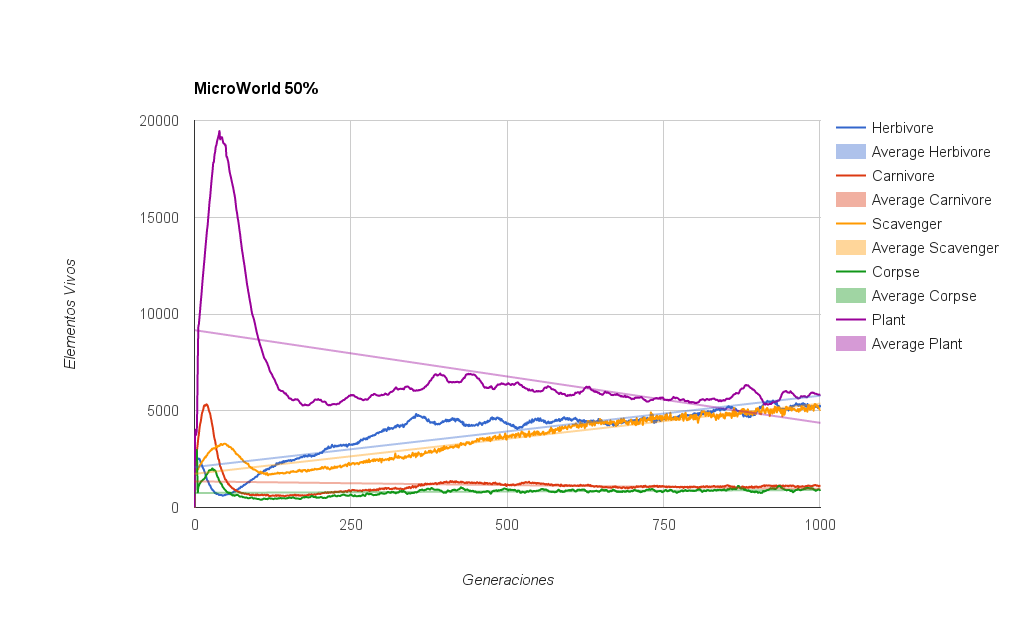 MicroWorld 50%
20000
15000
10000
5000
0
Elementos Vivos
0 250 500 750 1000
Generaciones
Herbivore
Average Herbivore
Carnivore
Average Carnivore
Scavenger
Average Scavenger
Corpse
Average Corpse
Plant
Average Plant